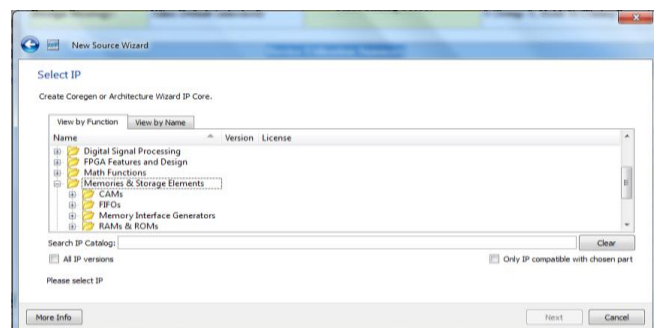 New Source Wizard
Select IP
Create Coregen or Architecture Wizard IP Core.
View by Function View by Name
Name Version License
Digital Signal Processing
FPGA Features and Design
Math Functions
Memories & Storage Elements
CAMs
FIFOs
Memory Interface Generators
RAMs & ROMs
Search IP Catalog: Clear
All IP versions Only IP compatible with chosen part
Please select IP
More Info Next Cancel